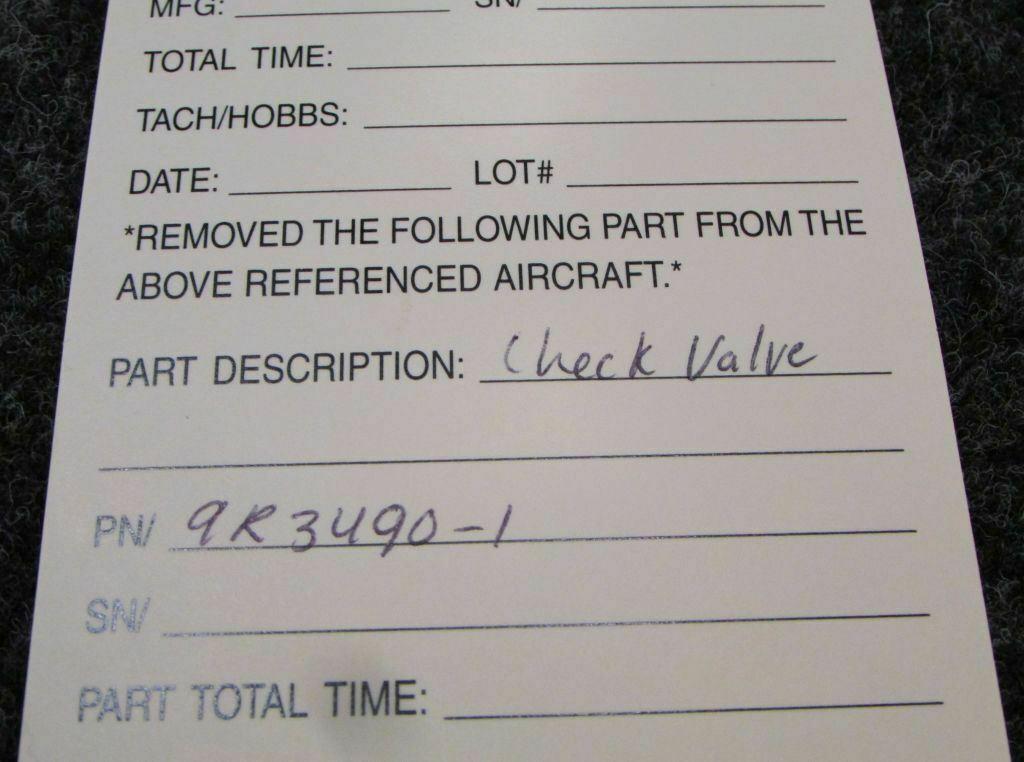 MFG: SN/
TOTAL TIME:
TACH/HOBBS:
DATE: LOT#
*REMOVED THE FOLLOWING PART FROM THE
ABOVE REFERENCED AIRCRAFT.*
PART DESCRIPTION: Check Valve
PN/ 9R3490-1
SN/
PART TOTAL TIME: